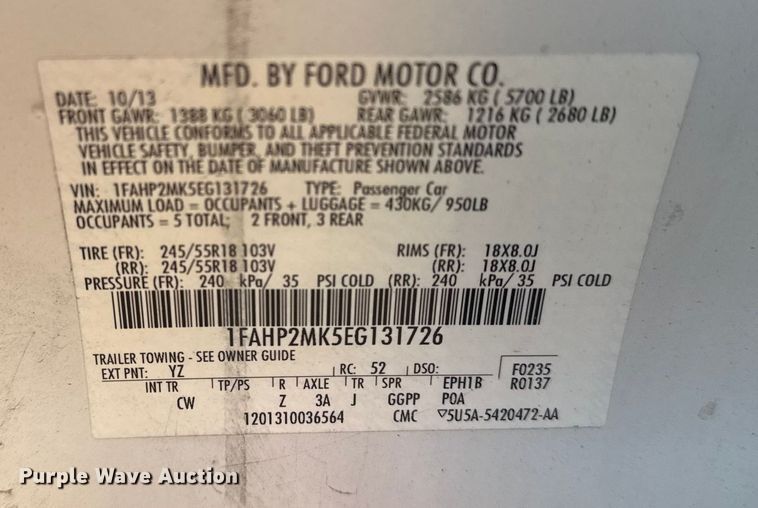 MFD. BY FORD MOTOR CO.
DATE: 10/13 GVWR: 2586 KG ( 5700 LB)
FRONT GAWR: 1388 KG ( 3060 LB) REAR GAWR: 1216 KG ( 2680 LB)
THIS VEHICLE CONFORMS TO ALL APPLICABLE FEDERAL MOTOR
VEHICLE SAFETY, BUMPER, AND THEFT PREVENTION STANDARDS
IN EFFECT ON THE DATE OF MANUFACTURE SHOWN ABOVE.
VIN: 1FAHP2MK5EG131726 TYPE: Passenger Car
MAXIMUM LOAD = OCCUPANTS + LUGGAGE = 430KG/ 950LB
OCCUPANTS = 5 TOTAL; 2 FRONT, 3 REAR
TIRE (FR): 245/55R18 103V RIMS (FR): 18X8.0J
(RR): 245/55R18 103V (RR): 18X8.0J
PRESSURE (FR): 240 kPa/ 35 PSI COLD (RR): 240 kPa/ 35 PSI COLD
1FAHP2MK5EG131726
TRAILER TOWING - SEE OWNER GUIDE
EXT PNT: YZ RC: 52 DSO: F0235
INT TR TP/PS R AXLE TR SPR EPH1B R0137
CW Z 3A J GGPP POA
1201310036564 CMC ▽5U5A-5420472-AA
Purple Wave Auction